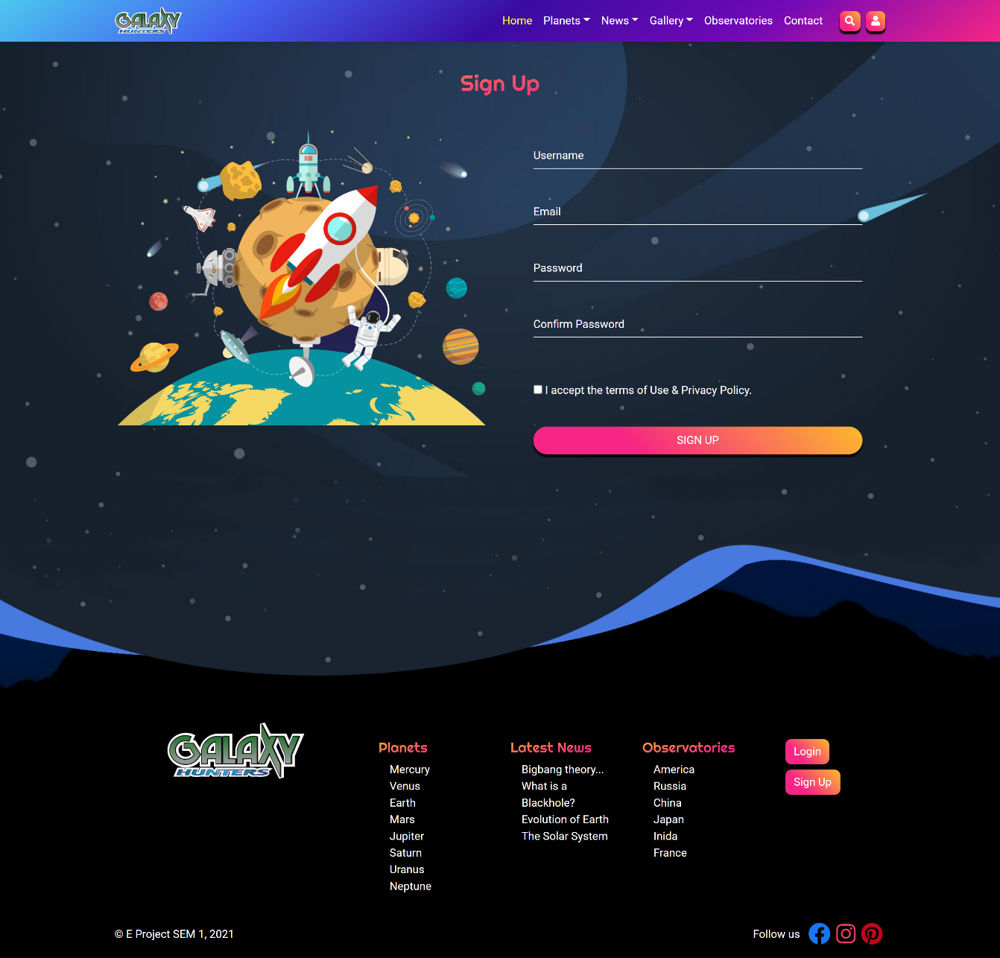 GALAXY
HUNTERS
Home Planets News Gallery Observatories Contact
Sign Up
038
Username
Email
Password
Confirm Password
I accept the terms of Use & Privacy Policy.
SIGN UP
GALAXY
HUNTERS
Planets
Mercury
Venus
Earth
Mars
Jupiter
Saturn
Uranus
Neptune
Latest News
Bigbang theory...
What is a
Blackhole?
Evolution of Earth
The Solar System
Observatories
America
Russia
China
Japan
Inida
France
Login
Sign Up
© E Project SEM 1, 2021
Follow us